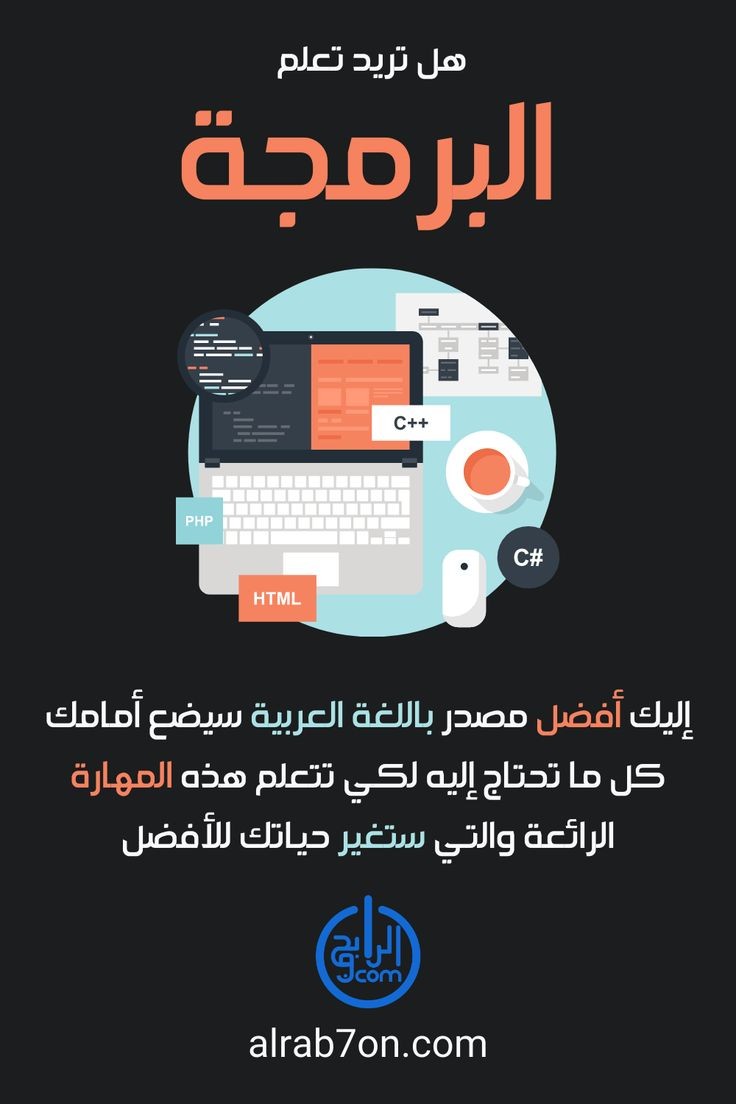 هل تريد تعلم
البرمجة
C++
PHP
C#
HTML
إليك أفضل مصدر باللغة العربية سيضع أمامك
كل ما تحتاج إليه لكي تتعلم هذه المهارة
الرائعة والتي ستغير حياتك للأفضل
الرابحون
.com
alrab7on.com